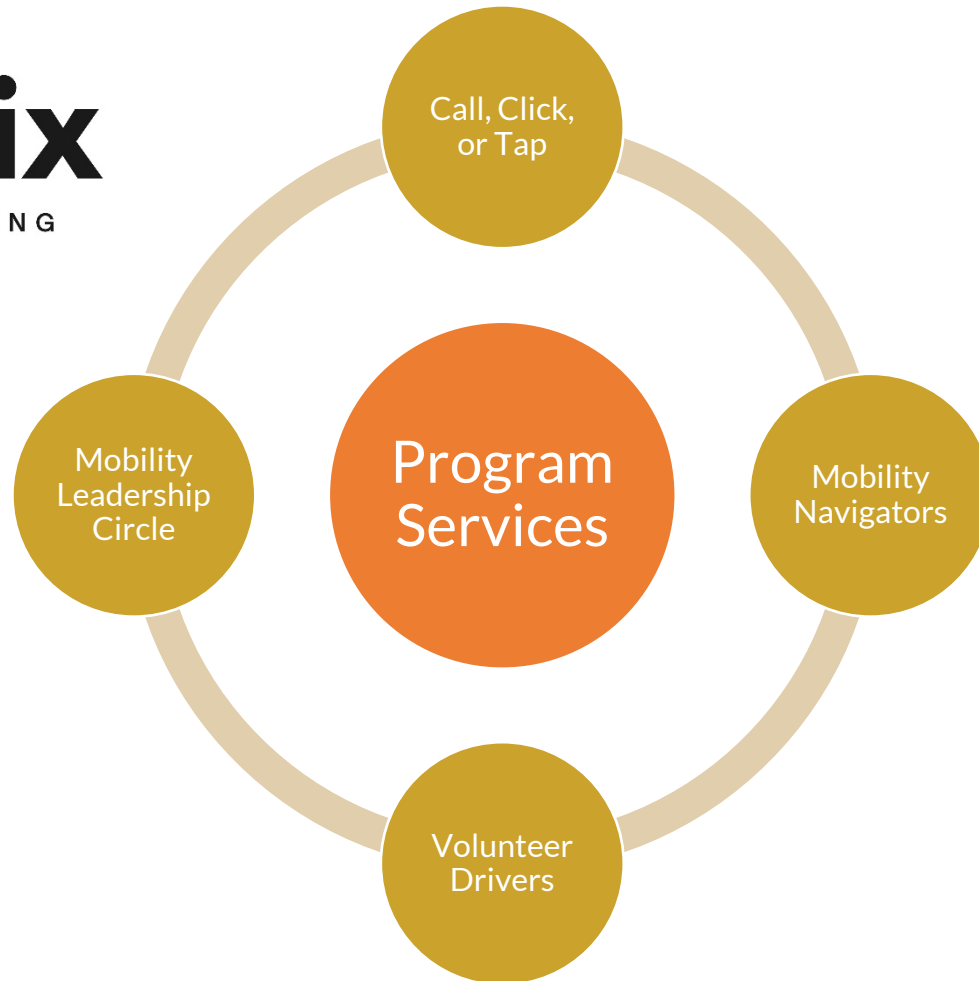 ix
NG
Call, Click,
or Tap
Program
Services
Mobility
Leadership
Circle
Mobility
Navigators
Volunteer
Drivers